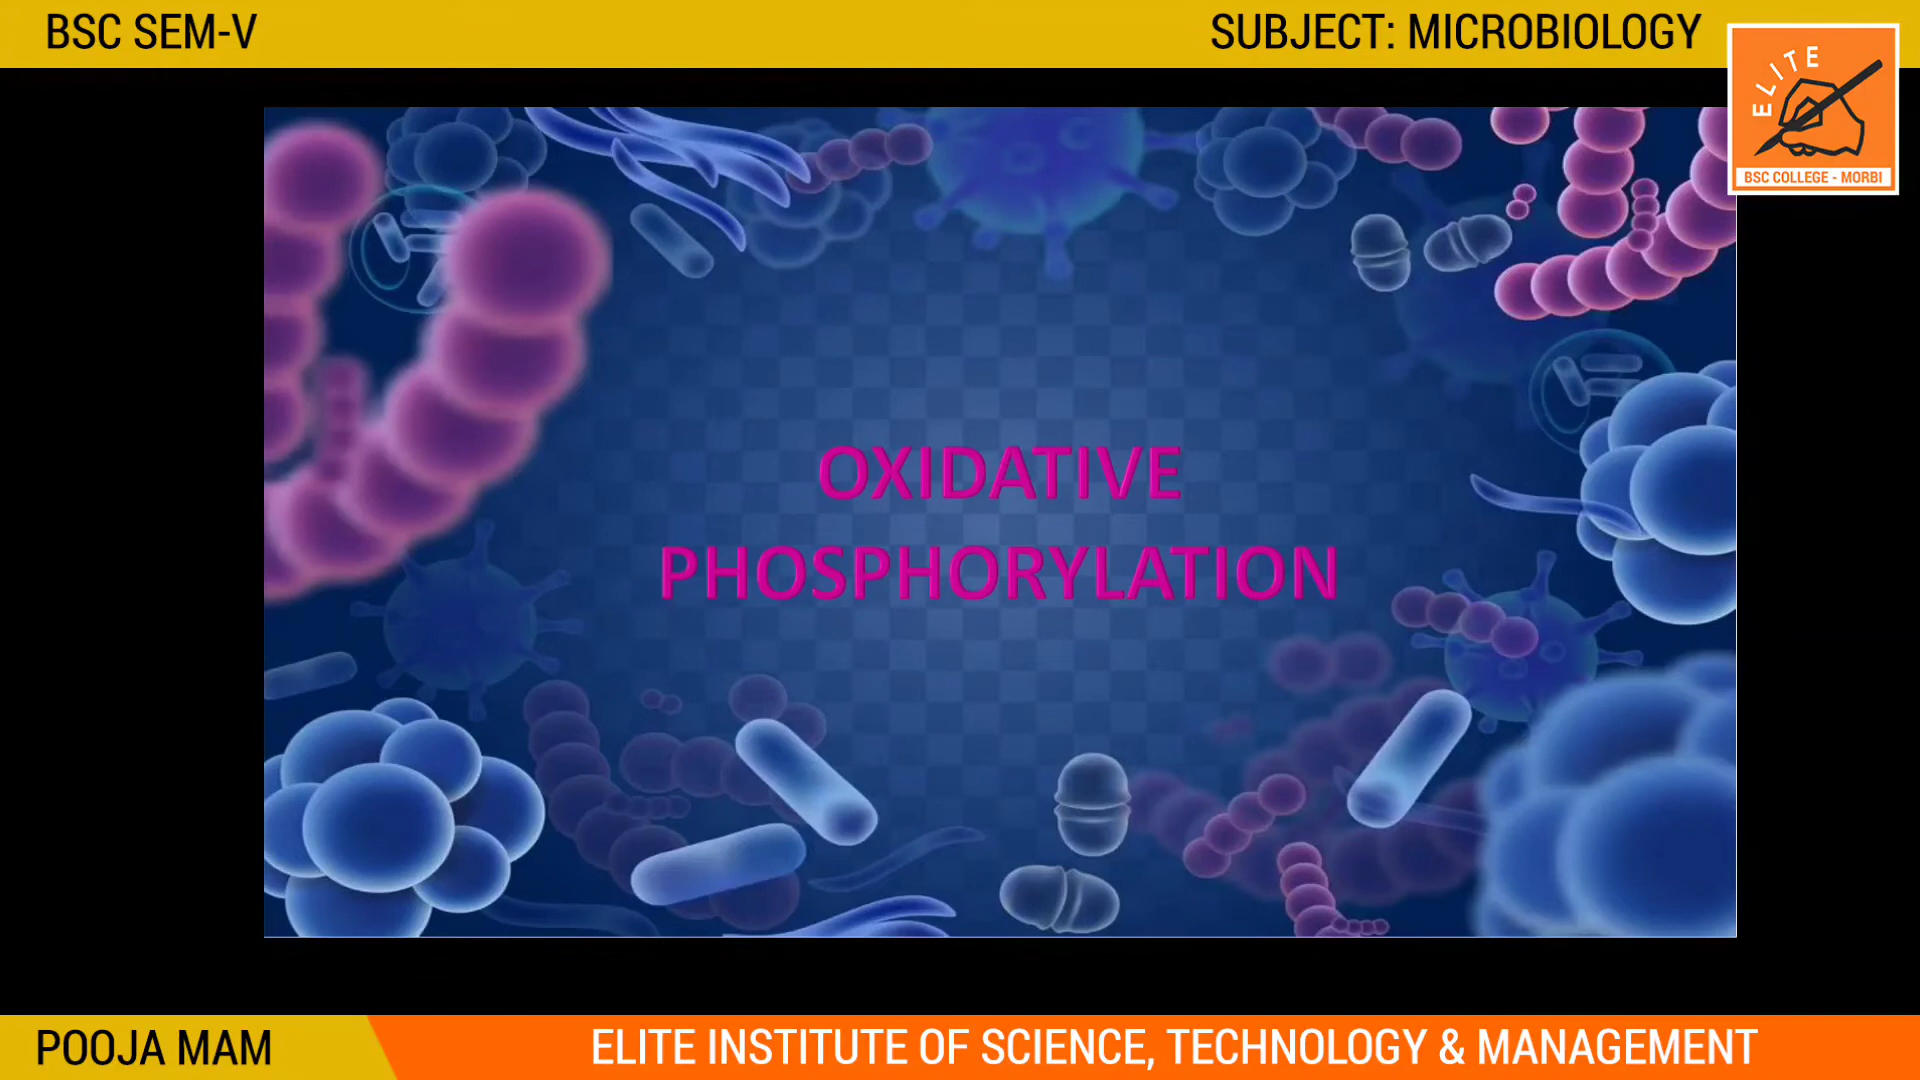 BSC SEM-V
SUBJECT: MICROBIOLOGY
ELITE
BSC COLLEGE - MORBI
OXIDATIVE
PHOSPHORYLATION
POOJA MAM
ELITE INSTITUTE OF SCIENCE, TECHNOLOGY & MANAGEMENT